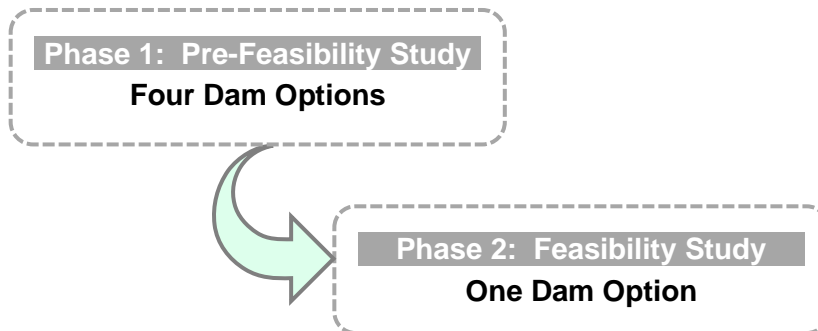 Phase 1:  Pre-Feasibility Study
Four Dam Options
Phase 2:  Feasibility Study
One Dam Option